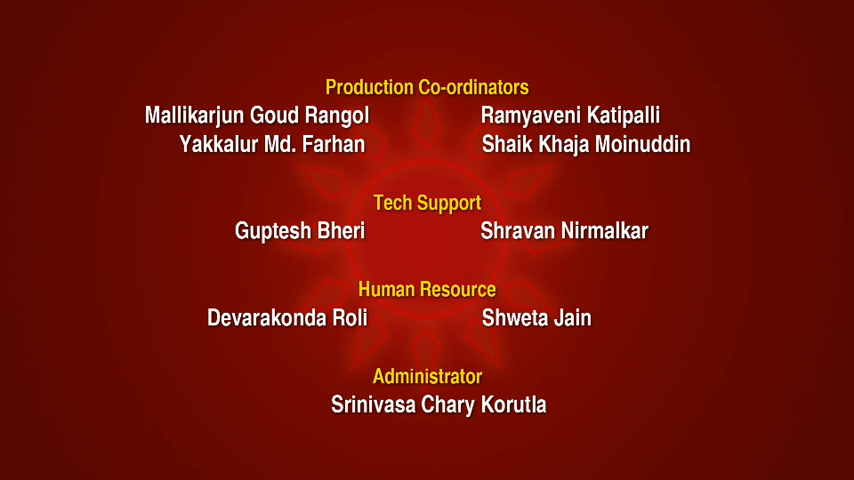 Production Co-ordinators
Mallikarjun Goud Rangol Ramyaveni Katipalli
Yakkalur Md. Farhan Shaik Khaja Moinuddin
Tech Support
Guptesh Bheri Shravan Nirmalkar
Human Resource
Devarakonda Roli Shweta Jain
Administrator
Srinivasa Chary Korutla